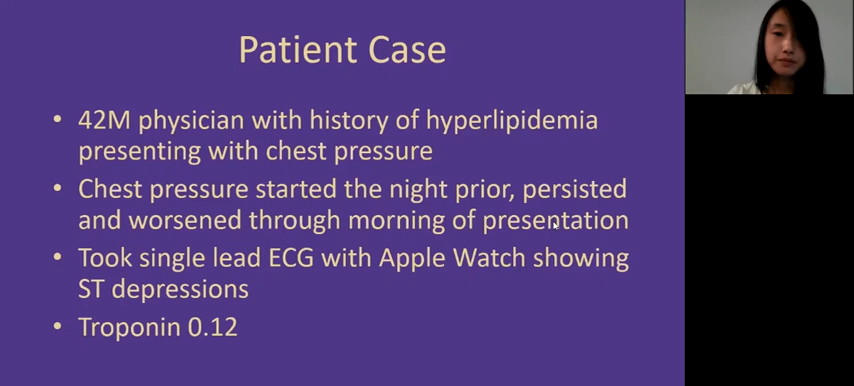 Patient Case
• 42M physician with history of hyperlipidemia
presenting with chest pressure
• Chest pressure started the night prior, persisted
and worsened through morning of presentation
• Took single lead ECG with Apple Watch showing
ST depressions
• Troponin 0.12